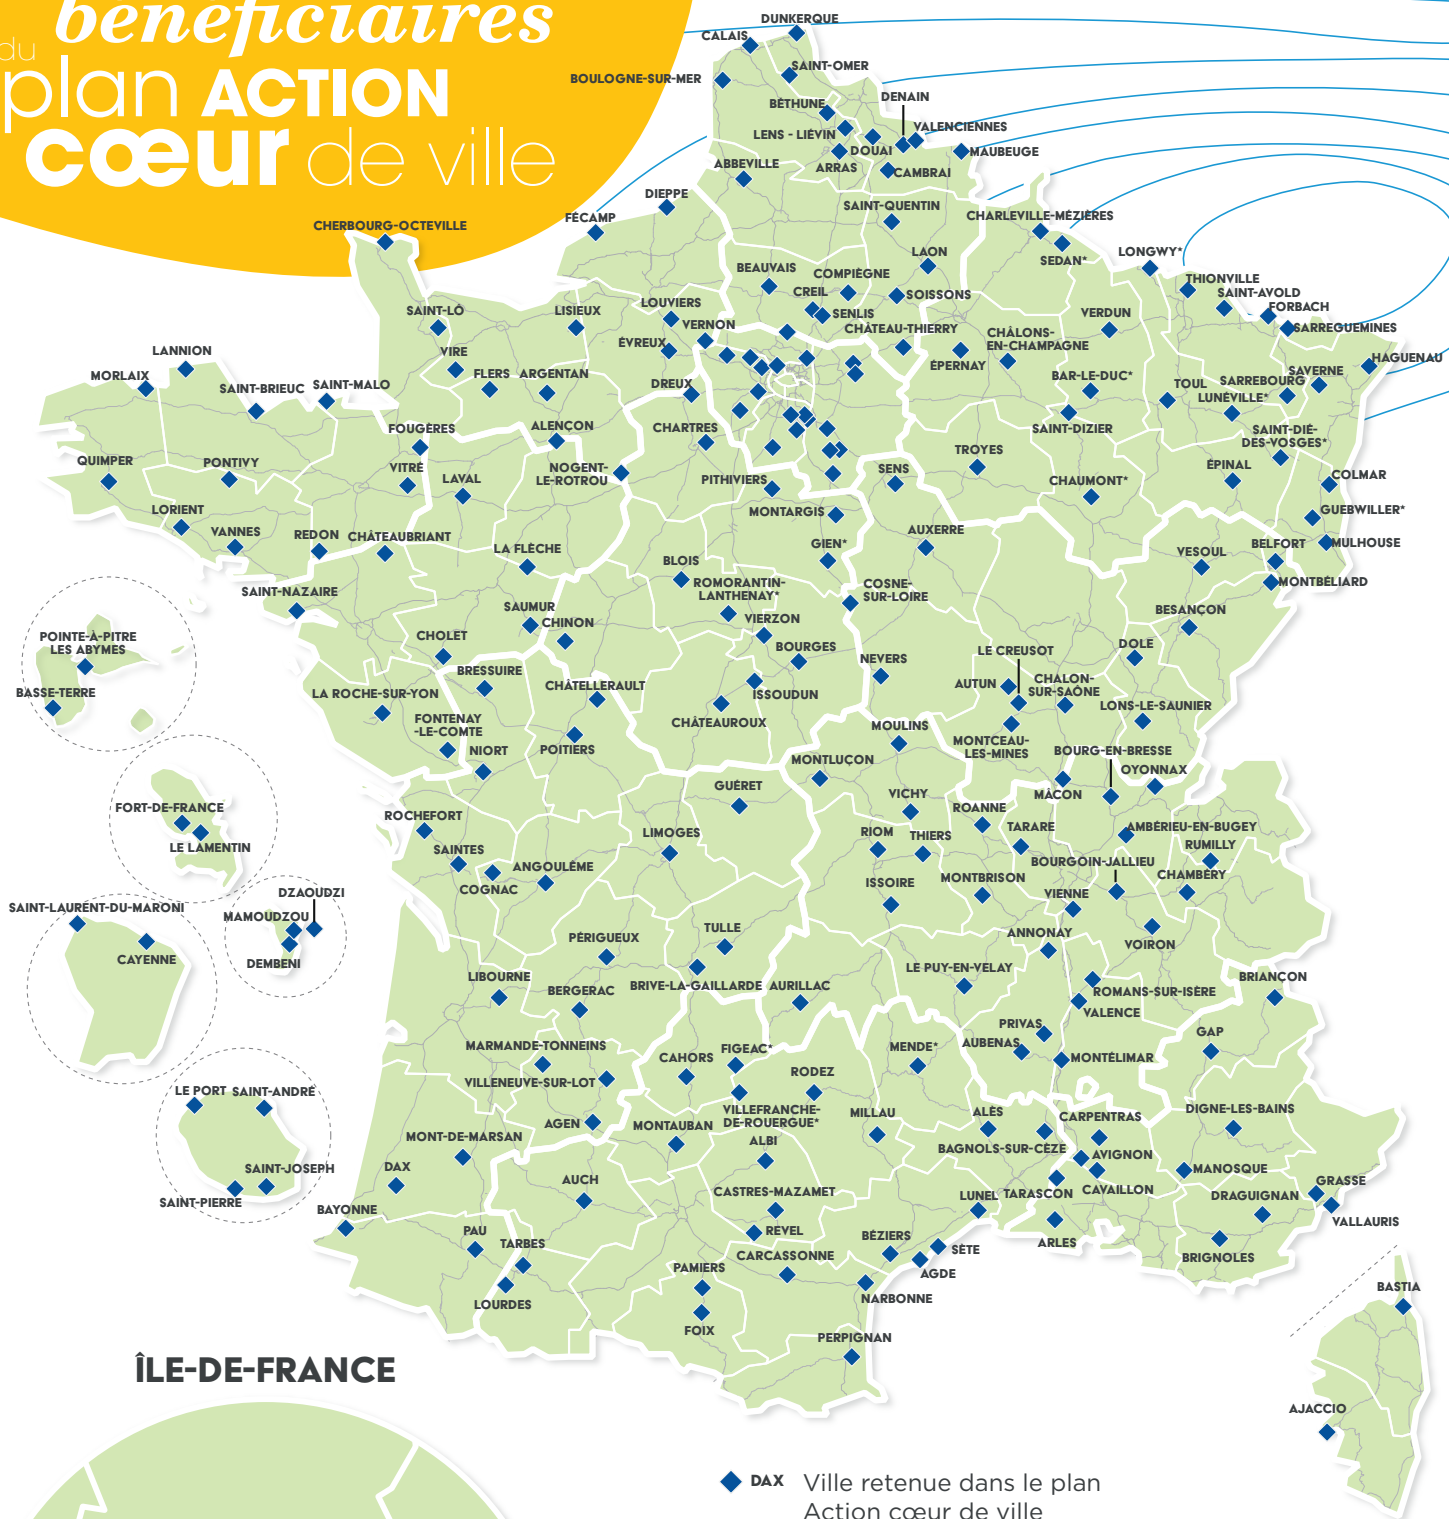 bénéficiaires
du
plan ACTION
cœur de ville
DUNKERQUE
CALAIS
SAINT-OMER
BOULOGNE-SUR-MER
BÉTHUNE
DENAIN
LENS - LIÉVIN
VALENCIENNES
DOUAI
MAUBEUGE
ARRAS
CAMBRAI
ABBEVILLE
DIEPPE
SAINT-QUENTIN
FÉCAMP
CHARLEVILLE-MÉZIÈRES
CHERBOURG-OCTEVILLE
SEDAN*
LONGWY*
LAON
BEAUVAIS
COMPIÈGNE
THIONVILLE
CREIL
SOISSONS
SAINT-AVOLD
LOUVIERS
SENLIS
FORBACH
SAINT-LÔ
LISIEUX
VERNON
CHÂTEAU-THIERRY
VERDUN
SARREGUEMINES
ÉVREUX
CHÂLONS-
EN-CHAMPAGNE
LANNION
VIRE
ÉPERNAY
HAGUENAU
MORLAIX
SAINT-BRIEUC
SAINT-MALO
FLERS
ARGENTAN
DREUX
BAR-LE-DUC*
TOUL
SARREBOURG
SAVERNE
LUNÉVILLE*
FOUGÈRES
ALENÇON
CHARTRES
SAINT-DIZIER
SAINT-DIÉ-
DES-VOSGES*
TROYES
QUIMPER
PONTIVY
VITRÉ
LAVAL
NOGENT-
LE-ROTROU
PITHIVIERS
SENS
CHAUMONT*
ÉPINAL
COLMAR
LORIENT
VANNES
REDON
CHÂTEAUBRIANT
MONTARGIS
GUEBWILLER*
AUXERRE
LA FLÈCHE
GIEN*
VESOUL
BELFORT
MULHOUSE
BLOIS
ROMORANTIN-
LANTHENAY*
COSNE-
SUR-LOIRE
MONTBÉLIARD
SAINT-NAZAIRE
SAUMUR
CHINON
VIERZON
BESANÇON
POINTE-À-PITRE
LES ABYMES
CHOLET
BOURGES
LE CREUSOT
DOLE
BRESSUIRE
NEVERS
BASSE-TERRE
LA ROCHE-SUR-YON
CHÂTELLERAULT
ISSOUDUN
AUTUN
CHALON-
SUR-SAÔNE
FONTENAY
-LE-COMTE
CHÂTEAUROUX
LONS-LE-SAUNIER
NIORT
POITIERS
MOULINS
MONTCEAU-
LES-MINES
BOURG-EN-BRESSE
MONTLUÇON
OYONNAX
GUÉRET
VICHY
MÂCON
FORT-DE-FRANCE
ROCHEFORT
ROANNE
LE LAMENTIN
LIMOGES
RIOM
THIERS
TARARE
AMBÉRIEU-EN-BUGEY
SAINTES
RUMILLY
BOURGOIN-JALLIEU
COGNAC
ANGOULÊME
ISSOIRE
MONTBRISON
CHAMBÉRY
DZAOUDZI
VIENNE
SAINT-LAURENT-DU-MARONI
MAMOUDZOU
CAYENNE
TULLE
ANNONAY
VOIRON
PÉRIGUEUX
DEMBENI
LIBOURNE
BERGERAC
BRIVE-LA-GAILLARDE
AURILLAC
LE PUY-EN-VELAY
BRIANÇON
ROMANS-SUR-ISÈRE
VALENCE
PRIVAS
GAP
MARMANDE-TONNEINS
CAHORS
FIGEAC*
MENDE*
AUBENAS
MONTÉLIMAR
VILLENEUVE-SUR-LOT
RODEZ
LE PORT
SAINT-ANDRÉ
VILLEFRANCHE-
DE-ROUERGUE*
MILLAU
ALÈS
CARPENTRAS
DIGNE-LES-BAINS
AGEN
MONTAUBAN
MONT-DE-MARSAN
ALBI
BAGNOLS-SUR-CÈZE
AVIGNON
SAINT-JOSEPH
DAX
AUCH
MANOSQUE
GRASSE
SAINT-PIERRE
CASTRES-MAZAMET
LUNEL
TARASCON
CAVAILLON
DRAGUIGNAN
BAYONNE
VALLAURIS
PAU
REVEL
BÉZIERS
SÈTE
ARLES
TARBES
CARCASSONNE
BRIGNOLES
PAMIERS
AGDE
LOURDES
NARBONNE
BASTIA
FOIX
PERPIGNAN
ÎLE-DE-FRANCE
AJACCIO
DAX Ville retenue dans le plan
Action cœur de ville